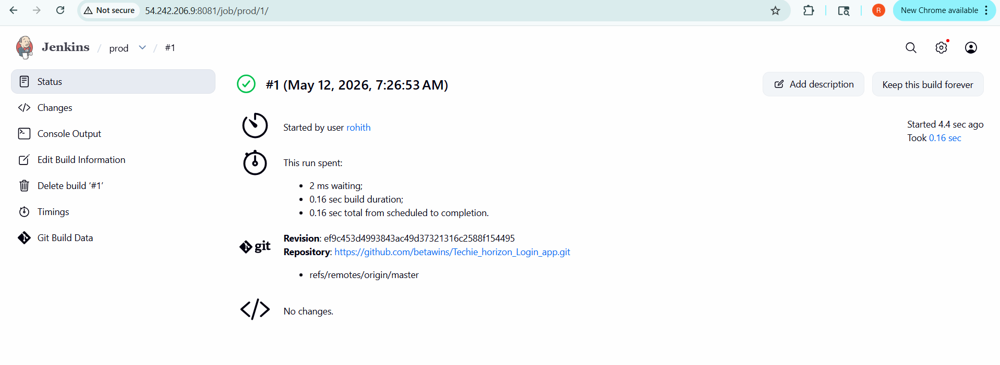 Not secure
54.242.206.9:8081/job/prod/1/
R
New Chrome available
Jenkins / prod / #1
Status
Changes
Console Output
Edit Build Information
Delete build ‘#1’
Timings
Git Build Data
#1 (May 12, 2026, 7:26:53 AM)
Add description
Keep this build forever
Started by user rohith
Started 4.4 sec ago
Took 0.16 sec
This run spent:
• 2 ms waiting;
• 0.16 sec build duration;
• 0.16 sec total from scheduled to completion.
git
Revision: ef9c453d4993843ac49d37321316c2588f154495
Repository: https://github.com/betawins/Techie_horizon_Login_app.git
• refs/remotes/origin/master
No changes.